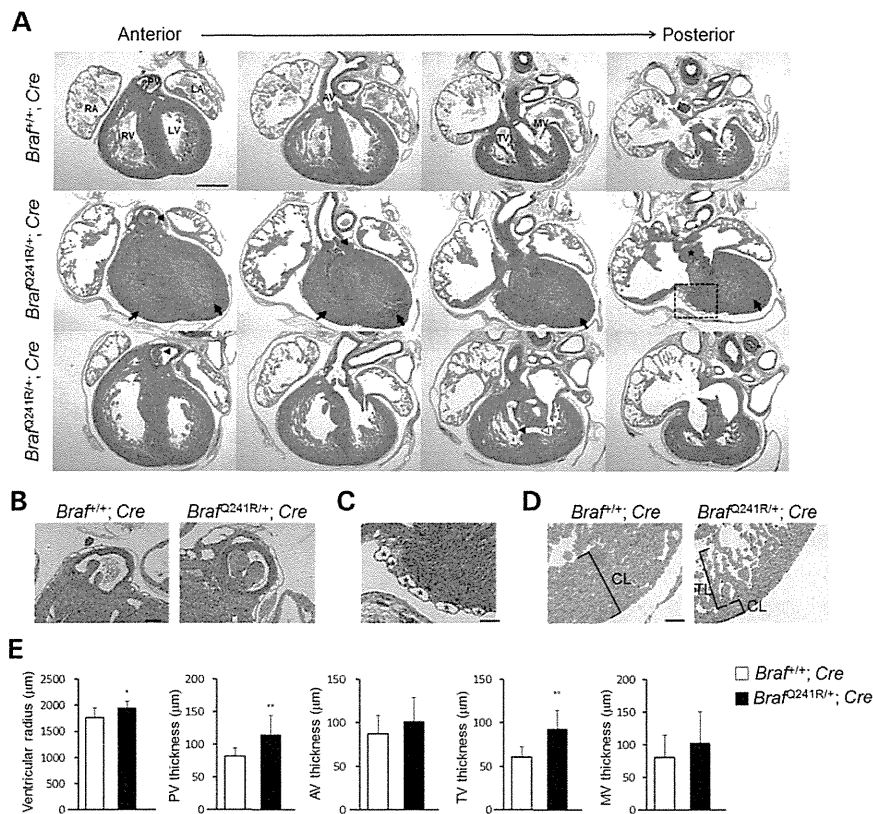 A
Anterior
Posterior
Braf+/+; Cre
PV
LA
RA
RV
LV
AV
TV
MV
BrafQ241R/+; Cre
BrafQ241R/+; Cre
B
Braf+/+; Cre
BrafQ241R/+; Cre
C
D
Braf+/+; Cre
BrafQ241R/+; Cre
CL
TL
CL
E
Ventricular radius (μm)
2500
2000
1500
1000
500
0
*
PV thickness (μm)
150
100
50
0
**
AV thickness (μm)
150
100
50
0
TV thickness (μm)
150
100
50
0
**
MV thickness (μm)
200
150
100
50
0
Braf+/+; Cre
BrafQ241R/+; Cre